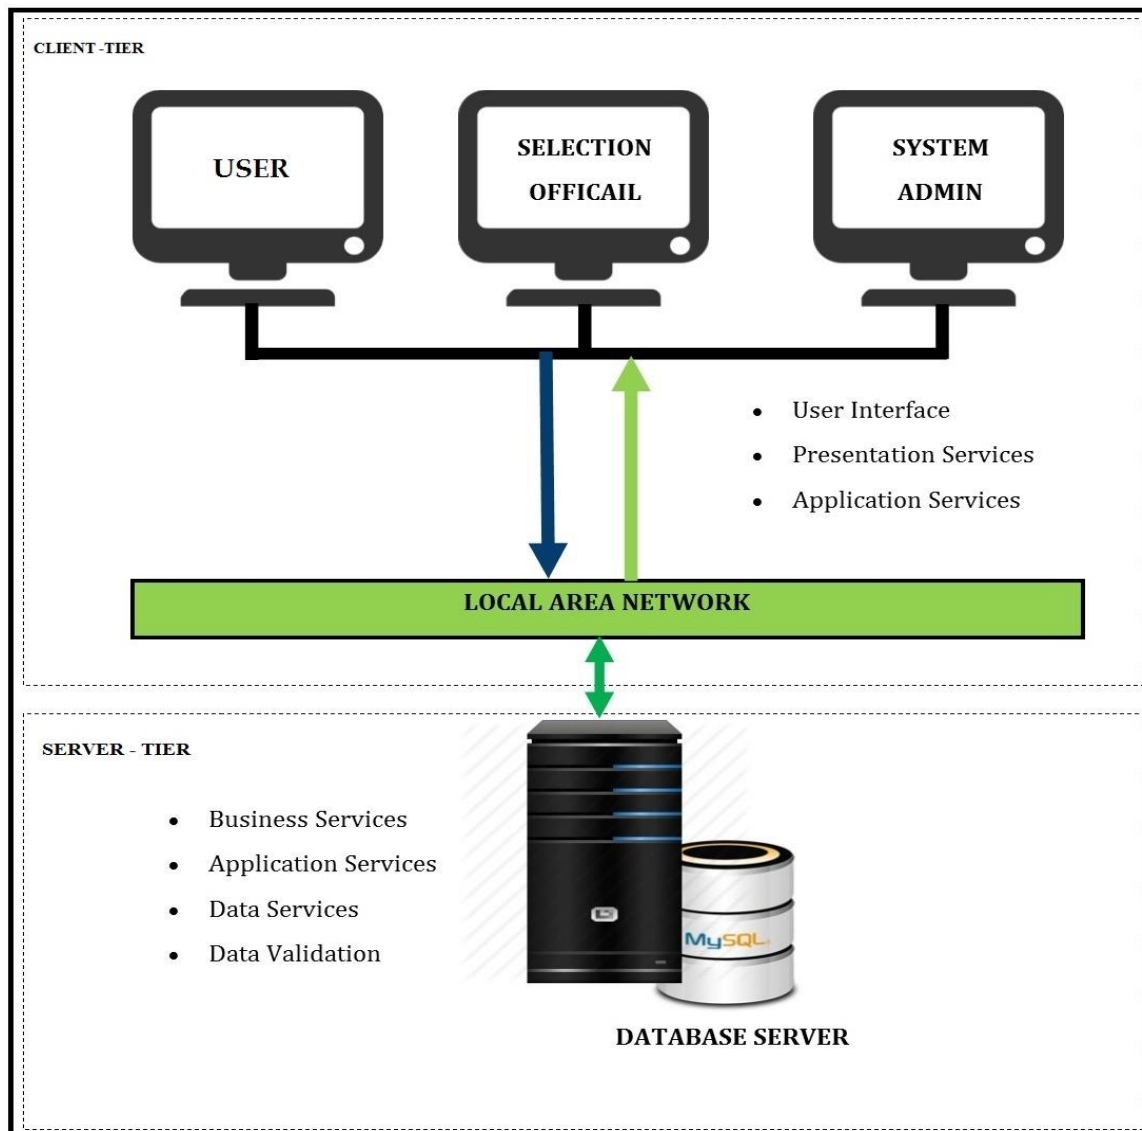 CLIENT -TIER
USER
SELECTION
OFFICAIL
SYSTEM
ADMIN
• User Interface
• Presentation Services
• Application Services
LOCAL AREA NETWORK
SERVER - TIER
• Business Services
• Application Services
• Data Services
• Data Validation
MySQL
DATABASE SERVER